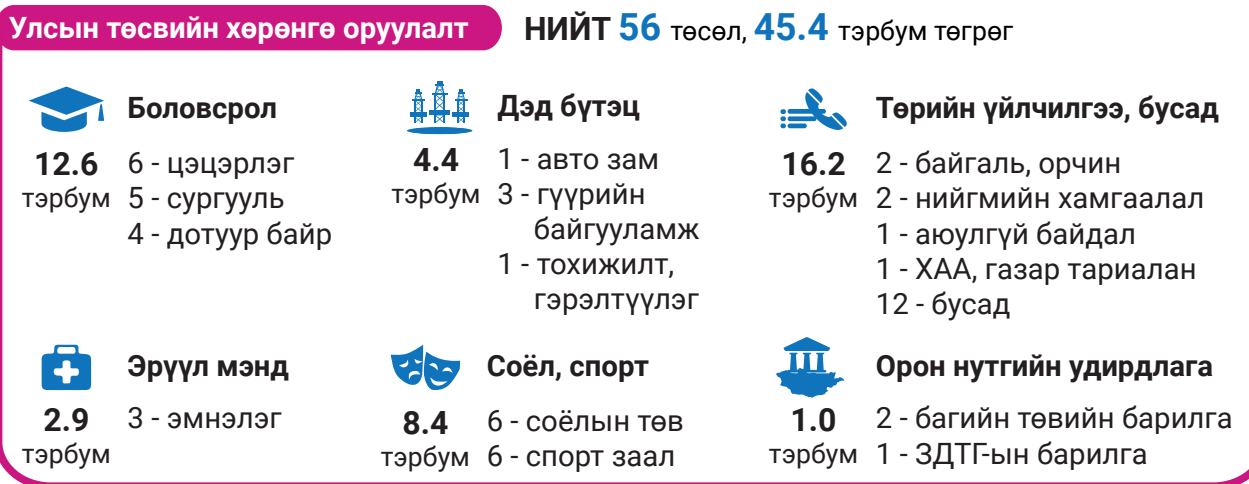 Улсын төсвийн хөрөнгө оруулалт
НИЙТ 56 төсөл, 45.4 тэрбум төгрөг
Боловсрол
12.6
тэрбум
6 - цэцэрлэг
5 - сургууль
4 - дотуур байр
Дэд бүтэц
4.4
тэрбум
1 - авто зам
3 - гүүрийн
байгууламж
1 - тохижилт,
гэрэлтүүлэг
Төрийн үйлчилгээ, бусад
16.2
тэрбум
2 - байгаль, орчин
2 - нийгмийн хамгаалал
1 - аюулгүй байдал
1 - ХАА, газар тариалан
12 - бусад
Эрүүл мэнд
2.9
тэрбум
3 - эмнэлэг
Соёл, спорт
8.4
тэрбум
6 - соёлын төв
6 - спорт заал
Орон нутгийн удирдлага
1.0
тэрбум
2 - багийн төвийн барилга
1 - ЗДТГ-ын барилга